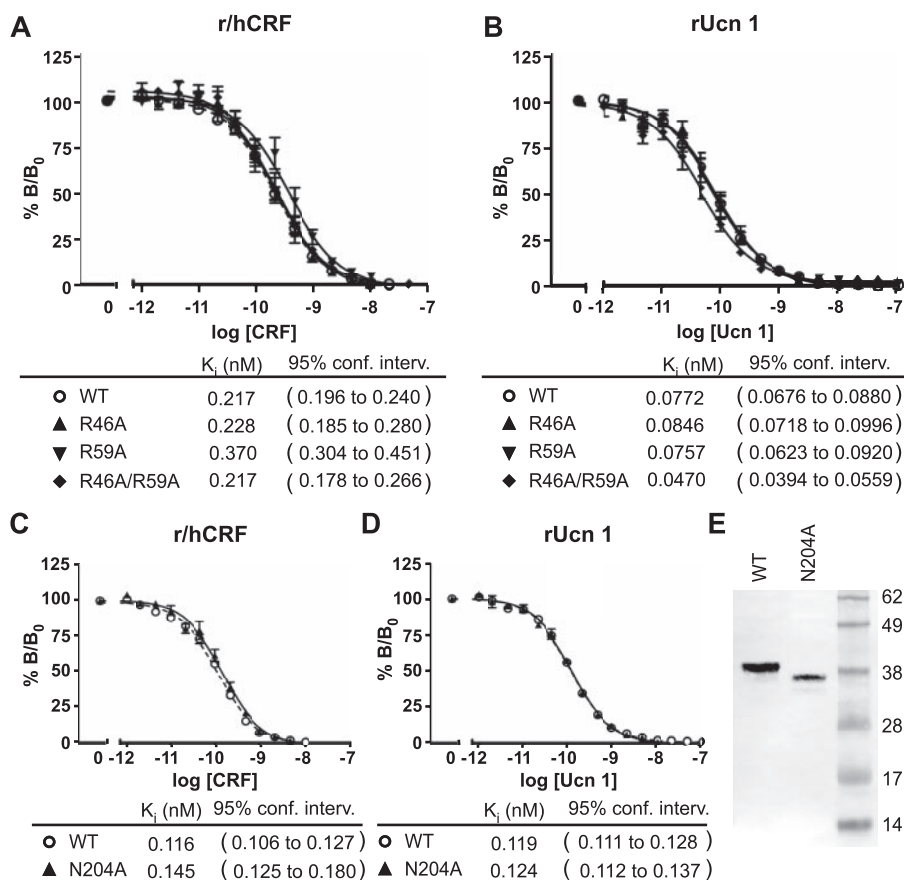 A
r/hCRF
% B/B0
125
100
75
50
25
0
0 -12 -11 -10 -9 -8 -7
log [CRF]
Ki (nM) 95% conf. interv.
WT 0.217 (0.196 to 0.240)
R46A 0.228 (0.185 to 0.280)
R59A 0.370 (0.304 to 0.451)
R46A/R59A 0.217 (0.178 to 0.266)
B
rUcn 1
% B/B0
125
100
75
50
25
0
0 -12 -11 -10 -9 -8 -7
log [Ucn 1]
Ki (nM) 95% conf. interv.
WT 0.0772 (0.0676 to 0.0880)
R46A 0.0846 (0.0718 to 0.0996)
R59A 0.0757 (0.0623 to 0.0920)
R46A/R59A 0.0470 (0.0394 to 0.0559)
C
r/hCRF
% B/B0
125
100
75
50
25
0
0 -12 -11 -10 -9 -8 -7
log [CRF]
Ki (nM) 95% conf. interv.
WT 0.116 (0.106 to 0.127)
N204A 0.145 (0.125 to 0.180)
D
rUcn 1
% B/B0
125
100
75
50
25
0
0 -12 -11 -10 -9 -8 -7
log [Ucn 1]
Ki (nM) 95% conf. interv.
WT 0.119 (0.111 to 0.128)
N204A 0.124 (0.112 to 0.137)
E
WT
N204A
62
49
38
28
17
14